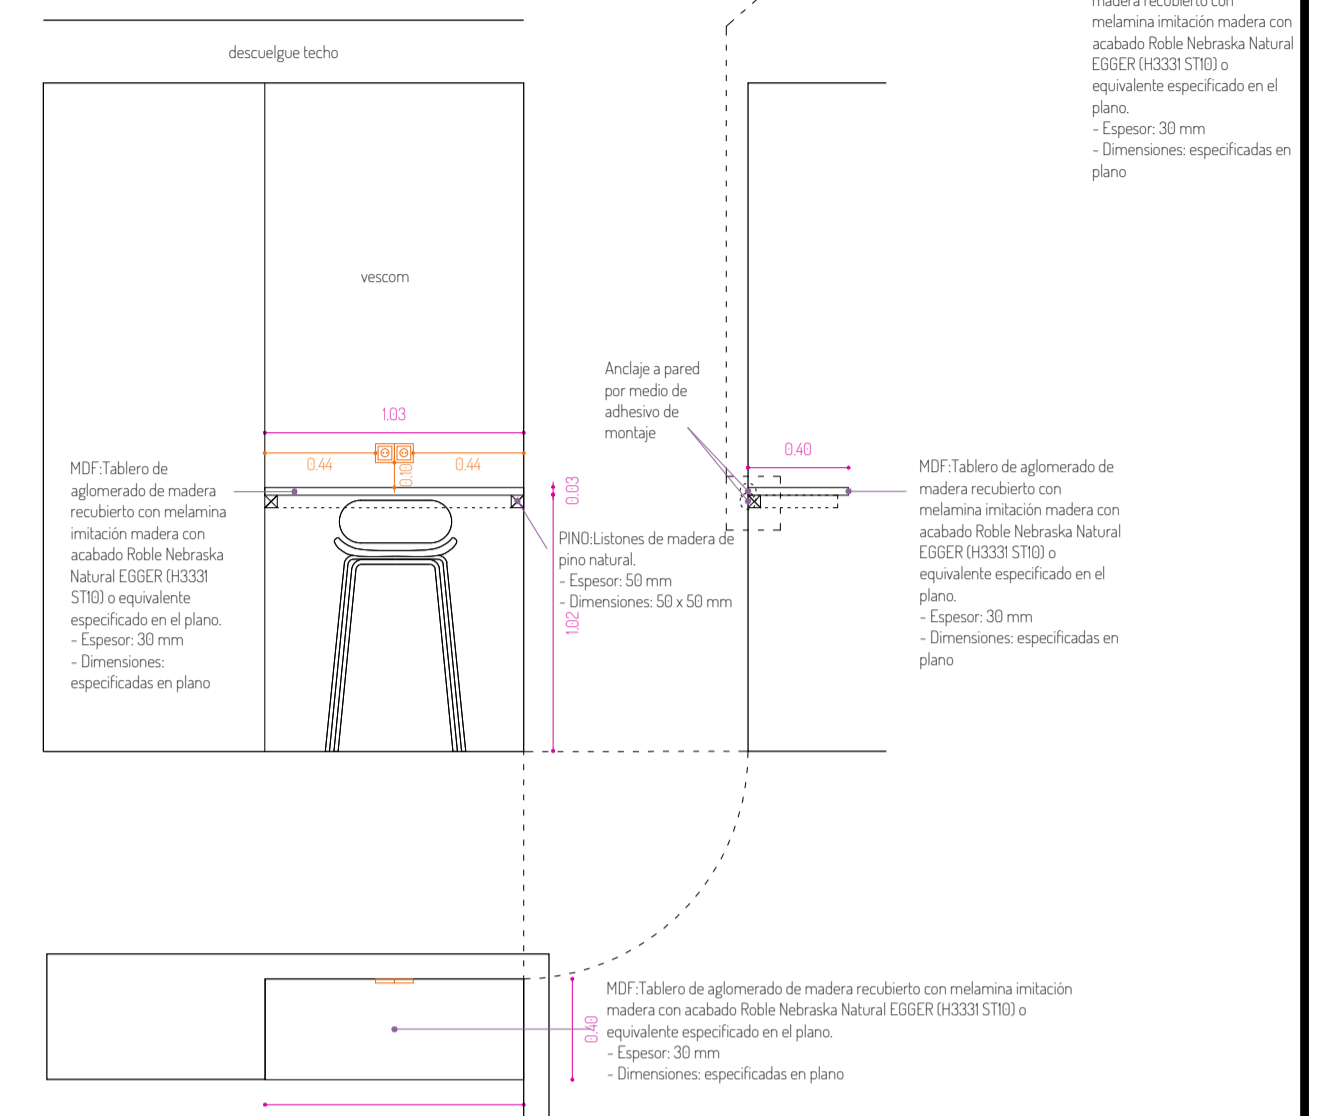 descuelgue techo
vescom
1.03
0.44
0.44
0.10
MDF:Tablero de
aglomerado de madera
recubierto con melamina
imitación madera con
acabado Roble Nebraska
Natural EGGER (H3331
ST10) o equivalente
especificado en el plano.
- Espesor: 30 mm
- Dimensiones:
especificadas en plano
0.03
PINO:Listones de madera de
pino natural.
- Espesor: 50 mm
- Dimensiones: 50 x 50 mm
1.02
Anclaje a pared
por medio de
adhesivo de
montaje
0.40
MDF:Tablero de aglomerado de
madera recubierto con
melamina imitación madera con
acabado Roble Nebraska Natural
EGGER (H3331 ST10) o
equivalente especificado en el
plano.
- Espesor: 30 mm
- Dimensiones: especificadas en
plano
madera recubierto con
melamina imitación madera con
acabado Roble Nebraska Natural
EGGER (H3331 ST10) o
equivalente especificado en el
plano.
- Espesor: 30 mm
- Dimensiones: especificadas en
plano
0.40
MDF:Tablero de aglomerado de madera recubierto con melamina imitación
madera con acabado Roble Nebraska Natural EGGER (H3331 ST10) o
equivalente especificado en el plano.
- Espesor: 30 mm
- Dimensiones: especificadas en plano